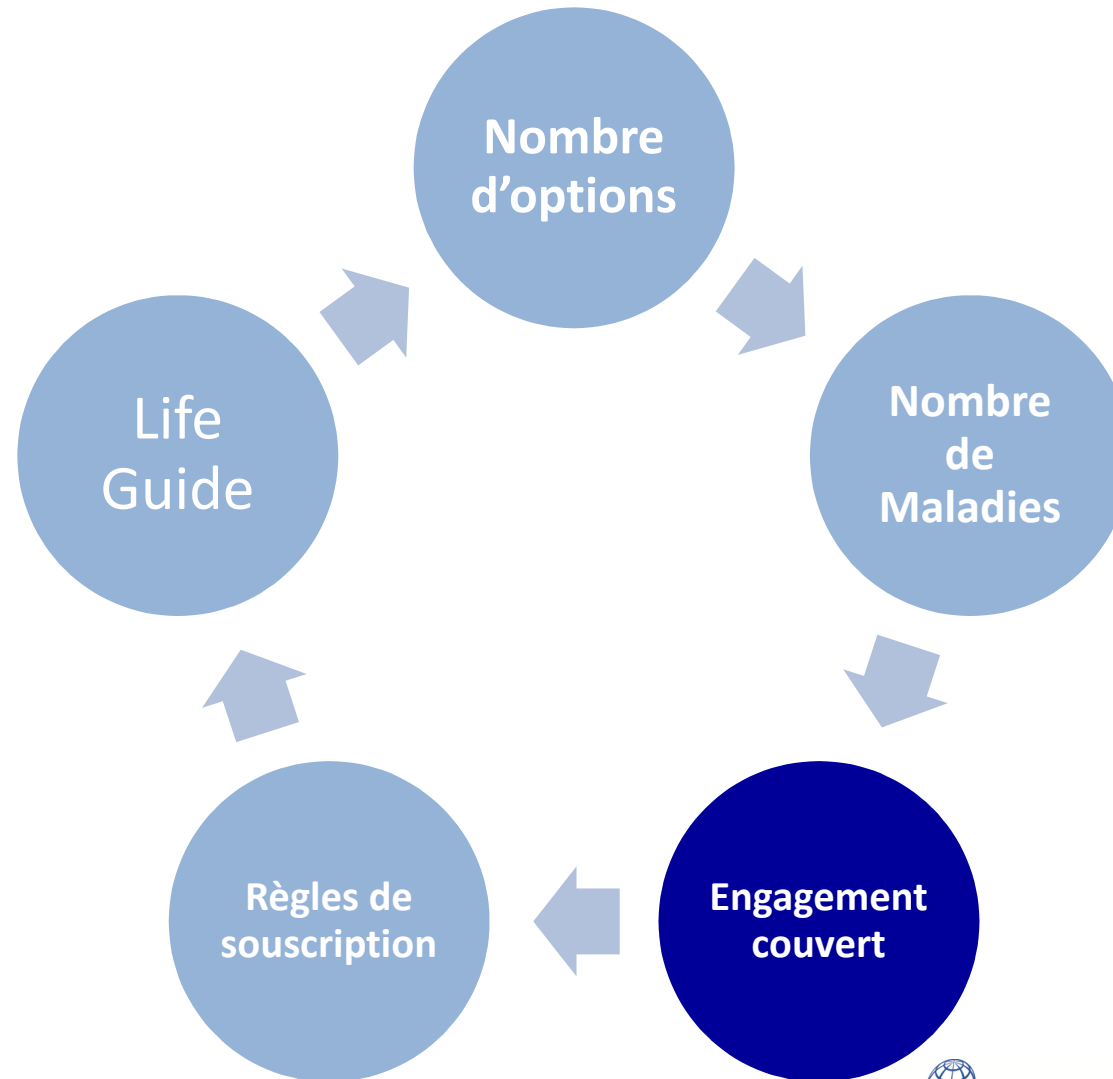 Nombre
d’options
Nombre
de
Maladies
Engagement
couvert
Règles de
souscription
Life
Guide